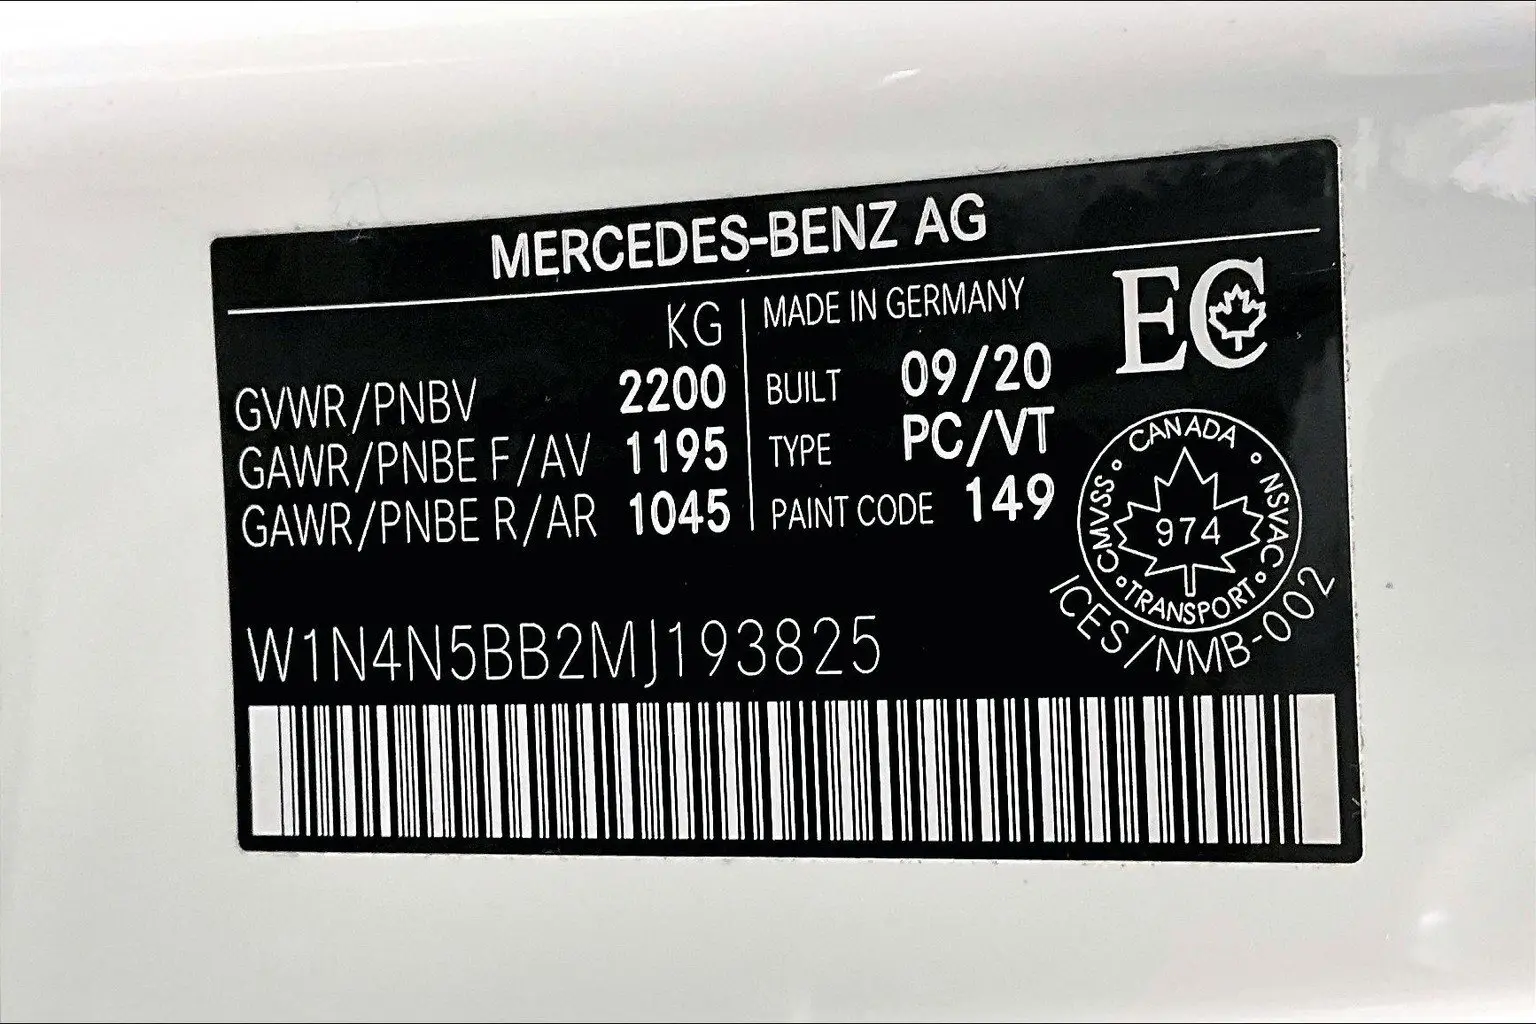 MERCEDES-BENZ AG
KG
GVWR/PNBV 2200
GAWR/PNBE F/AV 1195
GAWR/PNBE R/AR 1045
MADE IN GERMANY
BUILT 09/20
TYPE PC/VT
PAINT CODE 149
EC
CANADA
NSVAC
TRANSPORT
CMVSS
974
ICES/NMB-002
W1N4N5BB2MJ193825